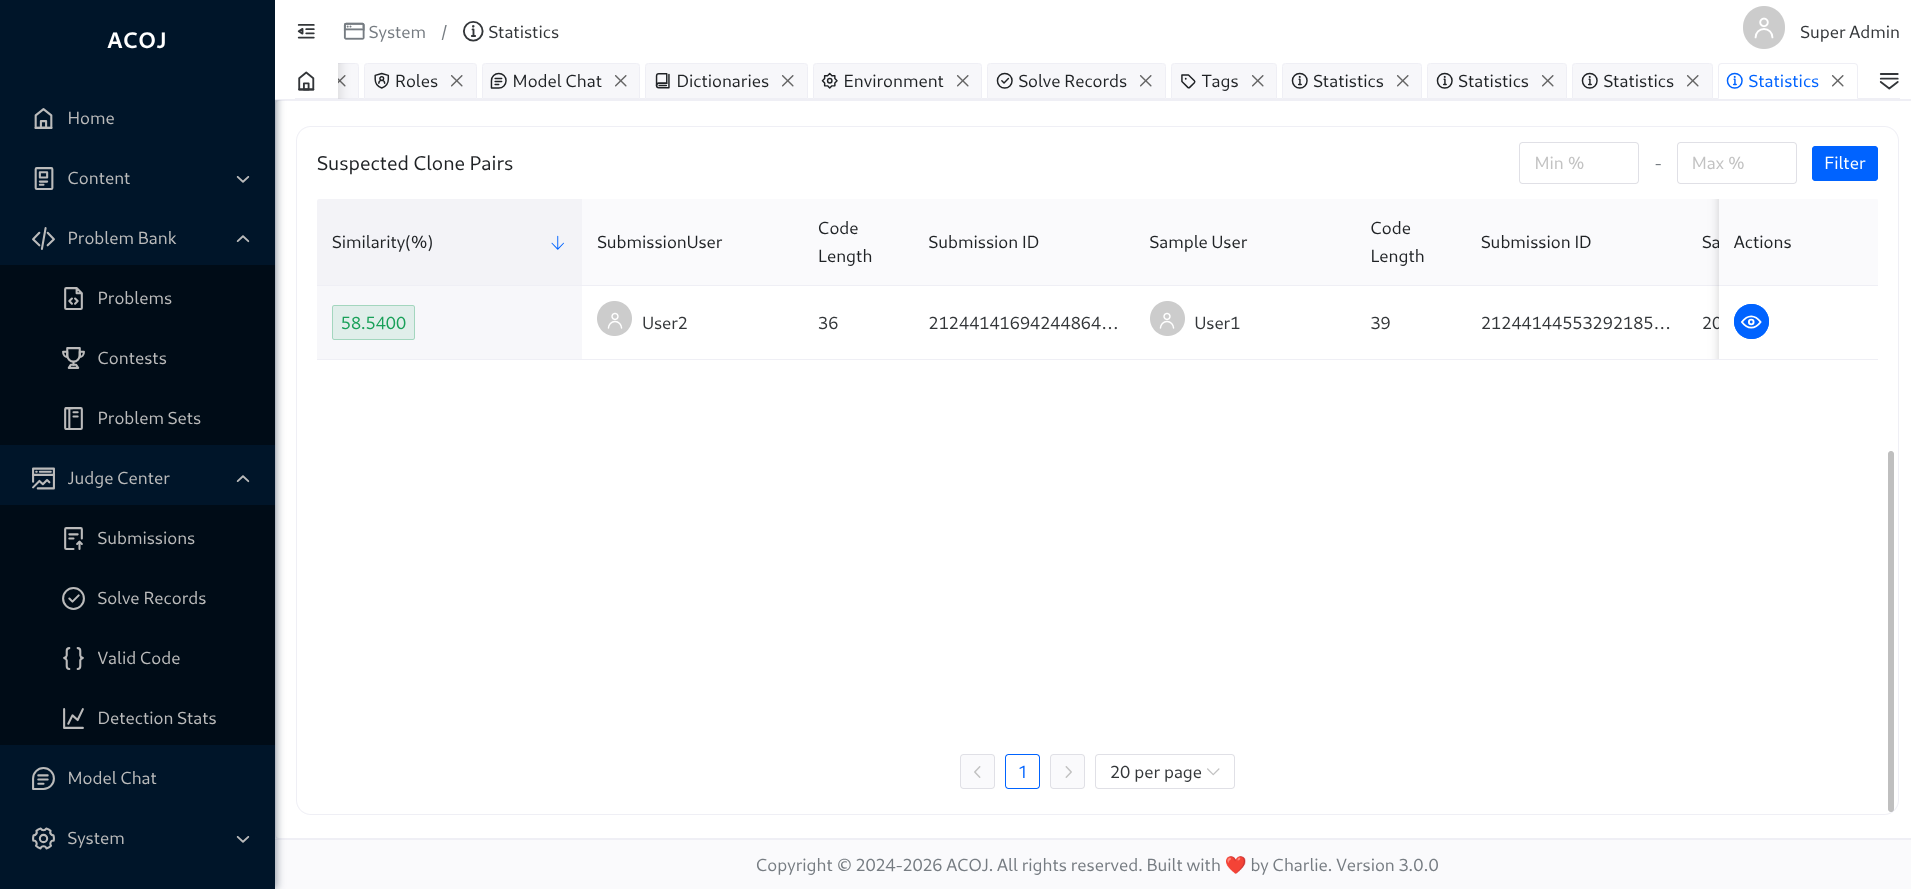 ACOJ
Home
Content
Problem Bank
Problems
Contests
Problem Sets
Judge Center
Submissions
Solve Records
Valid Code
Detection Stats
Model Chat
System
System / Statistics
Super Admin
Roles Model Chat Dictionaries Environment Solve Records Tags Statistics Statistics Statistics Statistics
Suspected Clone Pairs
Min % - Max % Filter
Similarity(%) SubmissionUser Code Length Submission ID Sample User Code Length Submission ID Sa Actions
58.5400 User2 36 21244141694244864... User1 39 21244144553292185... 20
1 20 per page
Copyright © 2024-2026 ACOJ. All rights reserved. Built with ❤️ by Charlie. Version 3.0.0